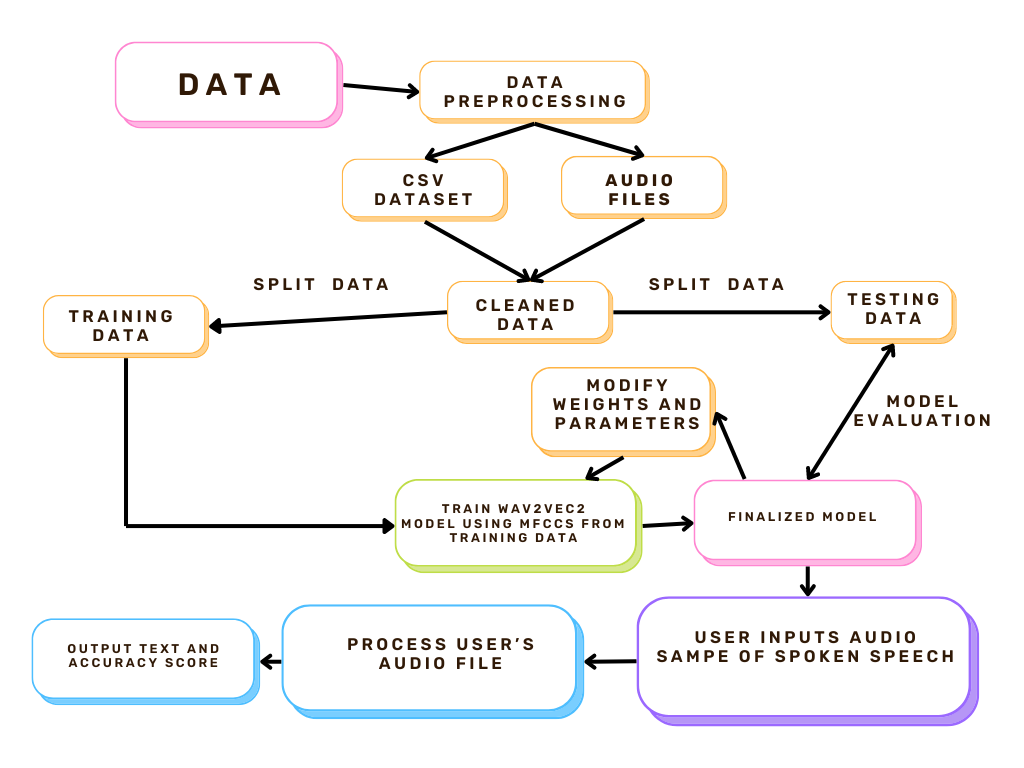 DATA
DATA
PREPROCESSING
CSV
DATASET
AUDIO
FILES
SPLIT DATA
SPLIT DATA
CLEANED
DATA
TRAINING
DATA
TESTING
DATA
MODIFY
WEIGHTS AND
PARAMETERS
MODEL
EVALUATION
TRAIN WAV2VEC2
MODEL USING MFCCS FROM
TRAINING DATA
FINALIZED MODEL
USER INPUTS AUDIO
SAMPE OF SPOKEN SPEECH
PROCESS USER'S
AUDIO FILE
OUTPUT TEXT AND
ACCURACY SCORE